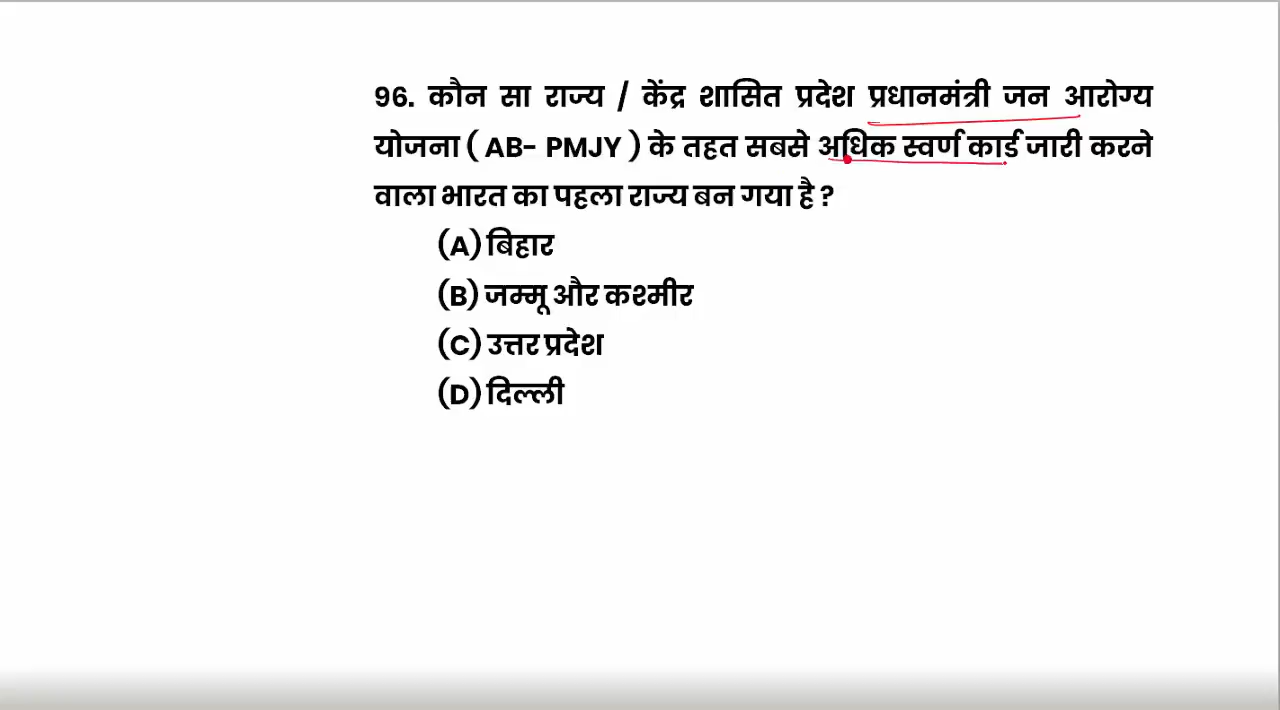 96. कौन सा राज्य / केंद्र शासित प्रदेश प्रधानमंत्री जन आरोग्य
योजना ( AB- PMJY ) के तहत सबसे अधिक स्वर्ण कार्ड जारी करने
वाला भारत का पहला राज्य बन गया है ?
(A) बिहार
(B) जम्मू और कश्मीर
(C) उत्तर प्रदेश
(D) दिल्ली